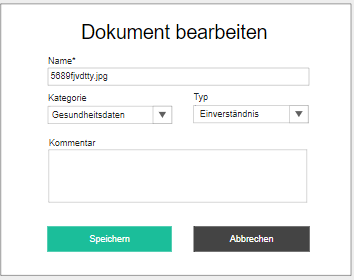 Dokument bearbeiten
Name*
5689fjvdtty.jpg
Kategorie
Typ
Gesundheitsdaten
Einverständnis
Kommentar
Speichern
Abbrechen